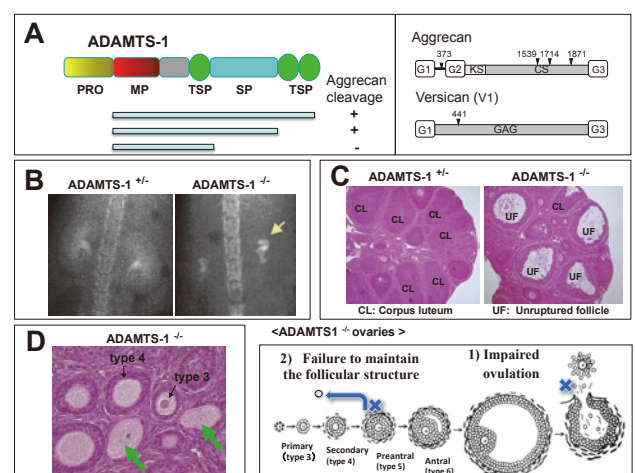 A
ADAMTS-1
PRO MP TSP SP TSP
Aggrecan
cleavage
+
+
-
Aggrecan
373 1539 1714 1871
G1 G2 KS CS G3
Versican (V1)
441
G1 GAG G3
B
ADAMTS-1 +/- ADAMTS-1 -/-
C
ADAMTS-1 +/- ADAMTS-1 -/-
CL CL CL CL CL CL CL
UF CL UF UF UF
CL: Corpus luteum UF: Unruptured follicle
D
ADAMTS-1 -/-
type 4
type 3
<ADAMTS1 -/- ovaries >
2) Failure to maintain
the follicular structure
1) Impaired
ovulation
Primary
(type 3)
Secondary
(type 4)
Preantral
(type 5)
Antral
(type 6)